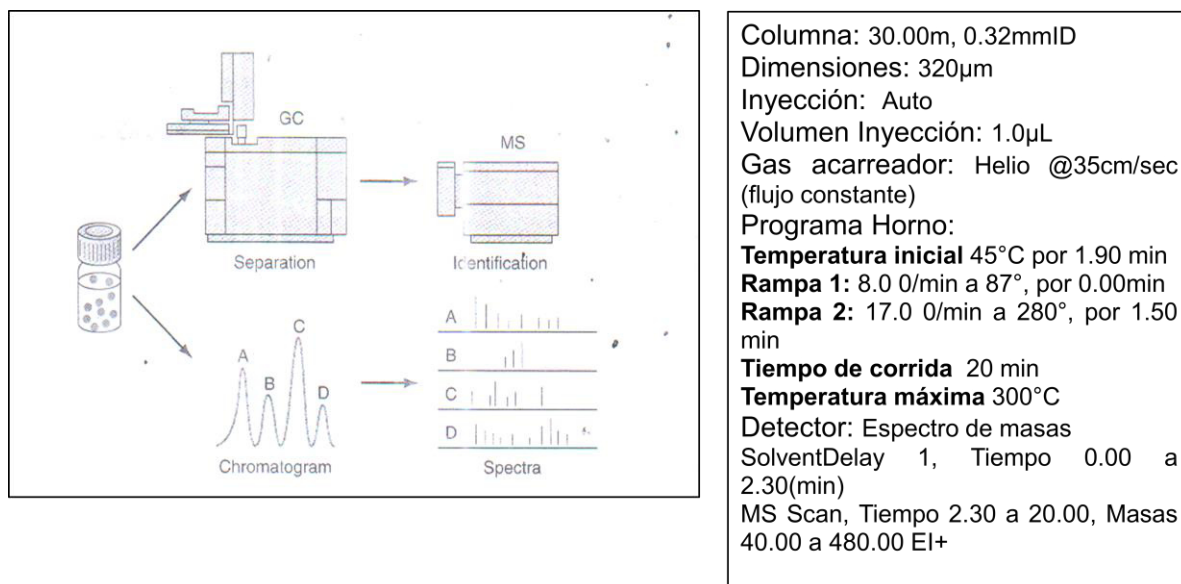 GC
MS
Separation
Identification
A
B
C
D
Chromatogram
A
B
C
D
Spectra
Columna: 30.00m, 0.32mmID
Dimensiones: 320µm
Inyección: Auto
Volumen Inyección: 1.0µL
Gas acarreador: Helio @35cm/sec
(flujo constante)
Programa Horno:
Temperatura inicial 45°C por 1.90 min
Rampa 1: 8.0 0/min a 87°, por 0.00min
Rampa 2: 17.0 0/min a 280°, por 1.50
min
Tiempo de corrida 20 min
Temperatura máxima 300°C
Detector: Espectro de masas
SolventDelay 1, Tiempo 0.00 a
2.30(min)
MS Scan, Tiempo 2.30 a 20.00, Masas
40.00 a 480.00 EI+